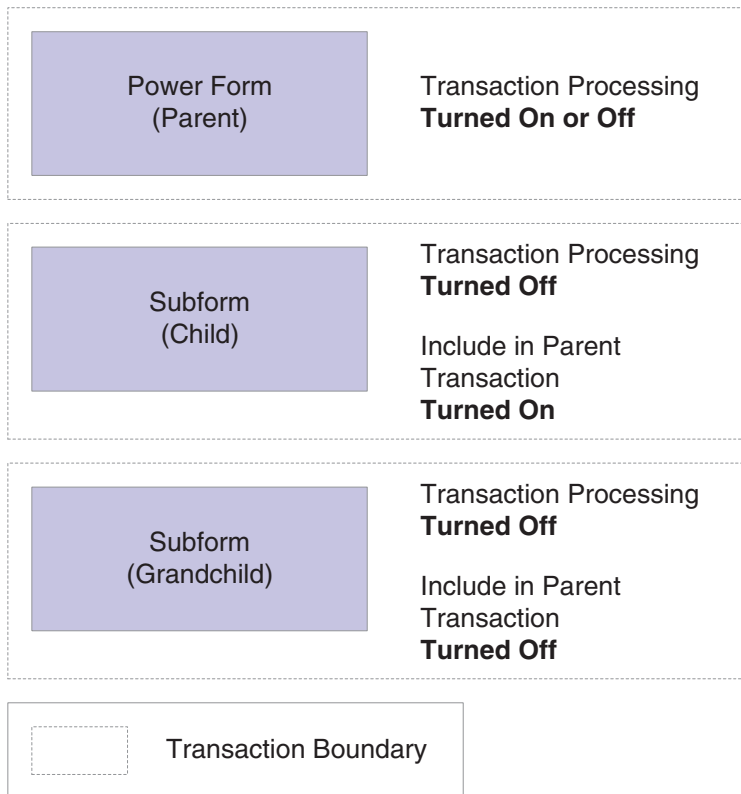 Power Form
(Parent)
Transaction Processing
Turned On or Off
Subform
(Child)
Transaction Processing
Turned Off
Include in Parent
Transaction
Turned On
Subform
(Grandchild)
Transaction Processing
Turned Off
Include in Parent
Transaction
Turned Off
Transaction Boundary